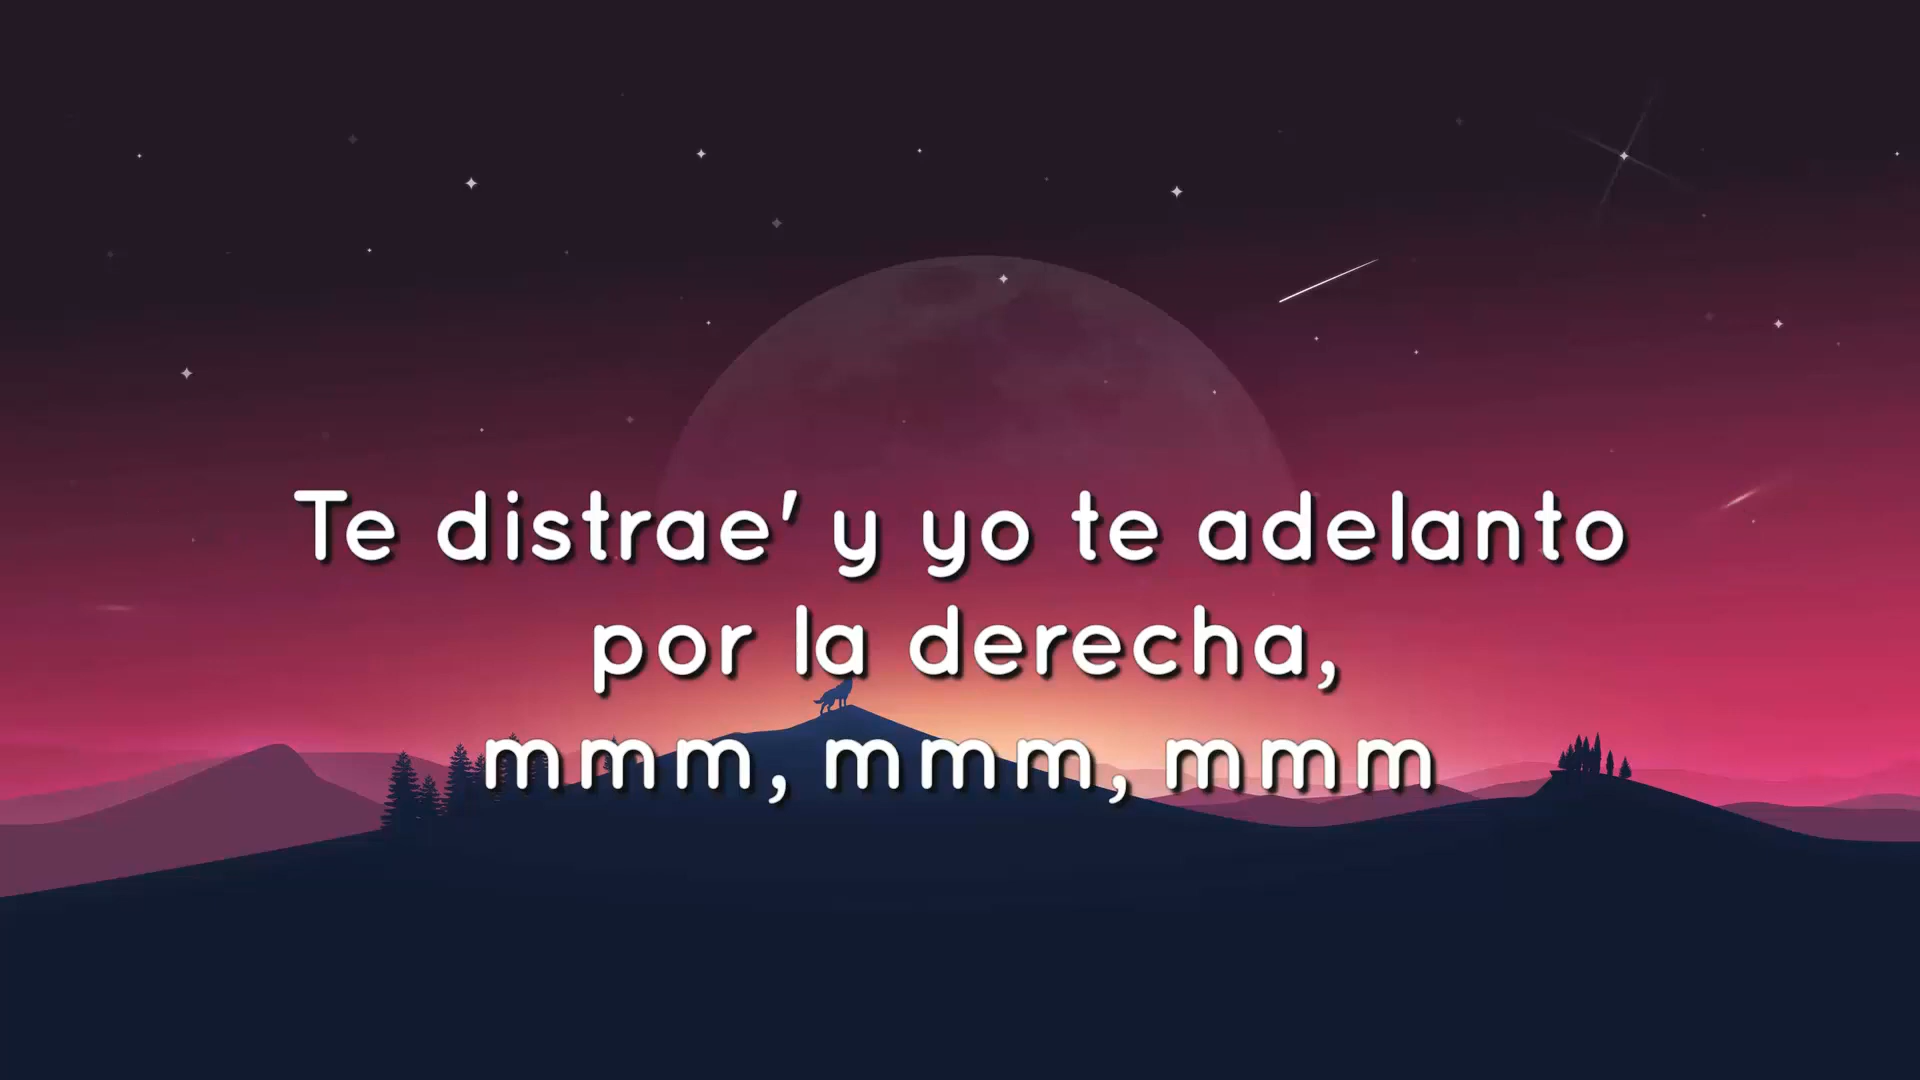 Te distrae' y yo te adelanto
por la derecha,
mmm, mmm, mmm